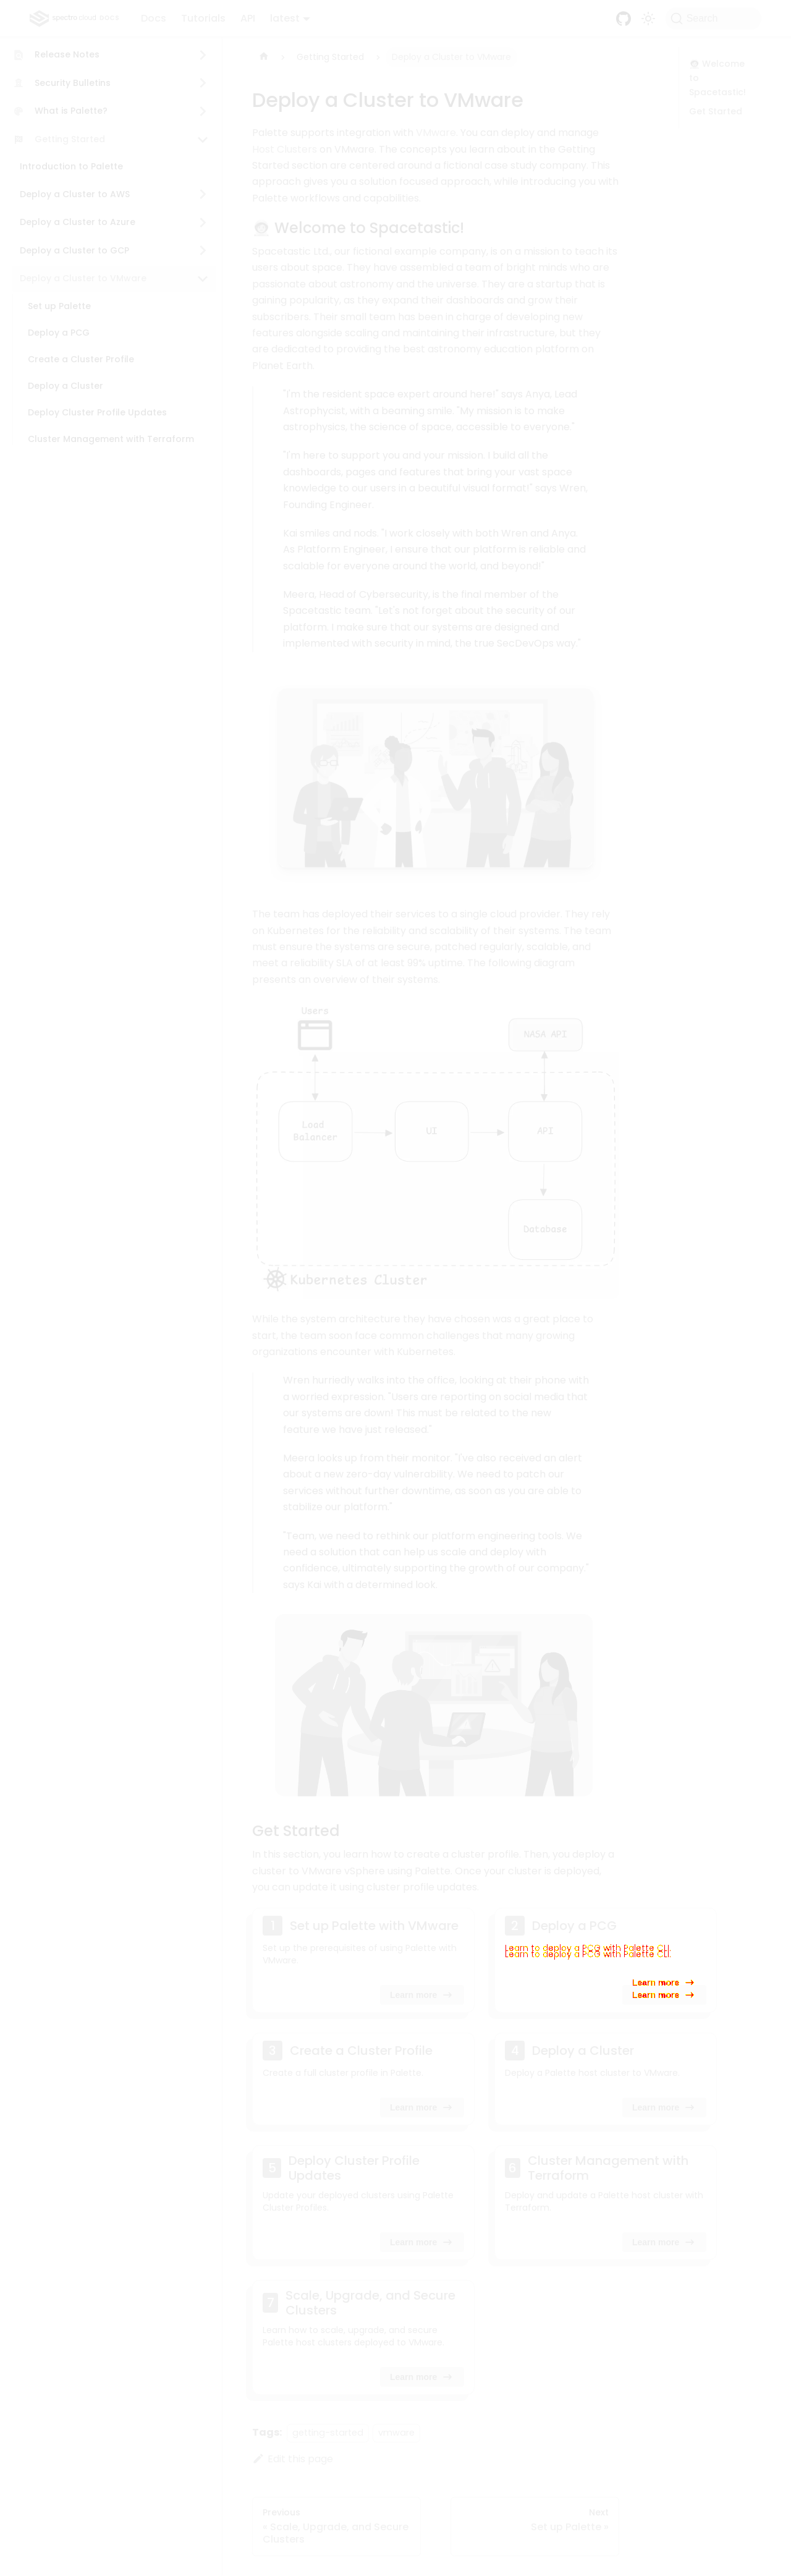 spectro cloud docs
Docs Tutorials API latest
Search
Release Notes
Security Bulletins
What is Palette?
Getting Started
Introduction to Palette
Deploy a Cluster to AWS
Deploy a Cluster to Azure
Deploy a Cluster to GCP
Deploy a Cluster to VMware
Set up Palette
Deploy a PCG
Create a Cluster Profile
Deploy a Cluster
Deploy Cluster Profile Updates
Cluster Management with Terraform
Getting Started
Deploy a Cluster to VMware
Deploy a Cluster to VMware
Palette supports integration with VMware. You can deploy and manage
Host Clusters on VMware. The concepts you learn about in the Getting
Started section are centered around a fictional case study company. This
approach gives you a solution focused approach, while introducing you with
Palette workflows and capabilities.
🧑‍🚀 Welcome to Spacetastic!
Spacetastic Ltd., our fictional example company, is on a mission to teach its
users about space. They have assembled a team of bright minds who are
passionate about astronomy and the universe. They are a startup that is
gaining popularity, as they expand their dashboards and grow their
subscribers. Their small team has been in charge of developing new
features alongside scaling and maintaining their infrastructure, but they
are dedicated to providing the best astronomy education platform on
Planet Earth.
"I'm the resident space expert around here!" says Anya, Lead
Astrophycist, with a beaming smile. "My mission is to make
astrophysics, the science of space, accessible to everyone."
"I'm here to support you and your mission. I build all the
dashboards, pages and features that bring your vast space
knowledge to our users in a beautiful visual format!" says Wren,
Founding Engineer.
Kai smiles and nods. "I work closely with both Wren and Anya.
As Platform Engineer, I ensure that our platform is reliable and
scalable for everyone around the world, and beyond!"
Meera, Head of Cybersecurity, is the final member of the
Spacetastic team. "Let's not forget about the security of our
platform. I make sure that our systems are designed and
implemented with security in mind, the true SecDevOps way."
The team has deployed their services to a single cloud provider. They rely
on Kubernetes for the reliability and scalability of their systems. The team
must ensure the systems are secure, patched regularly, scalable, and
meet a reliability SLA of at least 99% uptime. The following diagram
presents an overview of their systems.
Users
NASA API
Load
Balancer
UI
API
Database
Kubernetes Cluster
While the system architecture they have chosen was a great place to
start, the team soon face common challenges that many growing
organizations encounter with Kubernetes.
Wren hurriedly walks into the office, looking at their phone with
a worried expression. "Users are reporting on social media that
our systems are down! This must be related to the new
feature we have just released."
Meera looks up from their monitor. "I've also received an alert
about a new zero-day vulnerability. We need to patch our
services without further downtime, as soon as you are able to
stabilize our platform."
"Team, we need to rethink our platform engineering tools. We
need a solution that can help us scale and deploy with
confidence, ultimately supporting the growth of our company."
says Kai with a determined look.
Get Started
In this section, you learn how to create a cluster profile. Then, you deploy a
cluster to VMware vSphere using Palette. Once your cluster is deployed,
you can update it using cluster profile updates.
1 Set up Palette with VMware
Set up the prerequisites of using Palette with
VMware
Learn more →
2 Deploy a PCG
Learn to deploy a PCG with Palette CLI.
Learn to deploy a PCG with Palette CLI.
Learn more →
Learn more →
3 Create a Cluster Profile
Create a full cluster profile in Palette.
Learn more →
4 Deploy a Cluster
Deploy a Palette host cluster to VMware.
Learn more →
5 Deploy Cluster Profile
Updates
Update your deployed clusters using Palette
Cluster Profiles.
Learn more →
6 Cluster Management with
Terraform
Deploy and update a Palette host cluster with
Terraform.
Learn more →
7 Scale, Upgrade, and Secure
Clusters
Learn how to scale, upgrade, and secure
Palette host clusters deployed to VMware.
Learn more →
Tags: getting-started vmware
Edit this page
Previous
« Scale, Upgrade, and Secure
Clusters
Next
Set up Palette »
🧑‍🚀 Welcome
to
Spacetastic!
Get Started